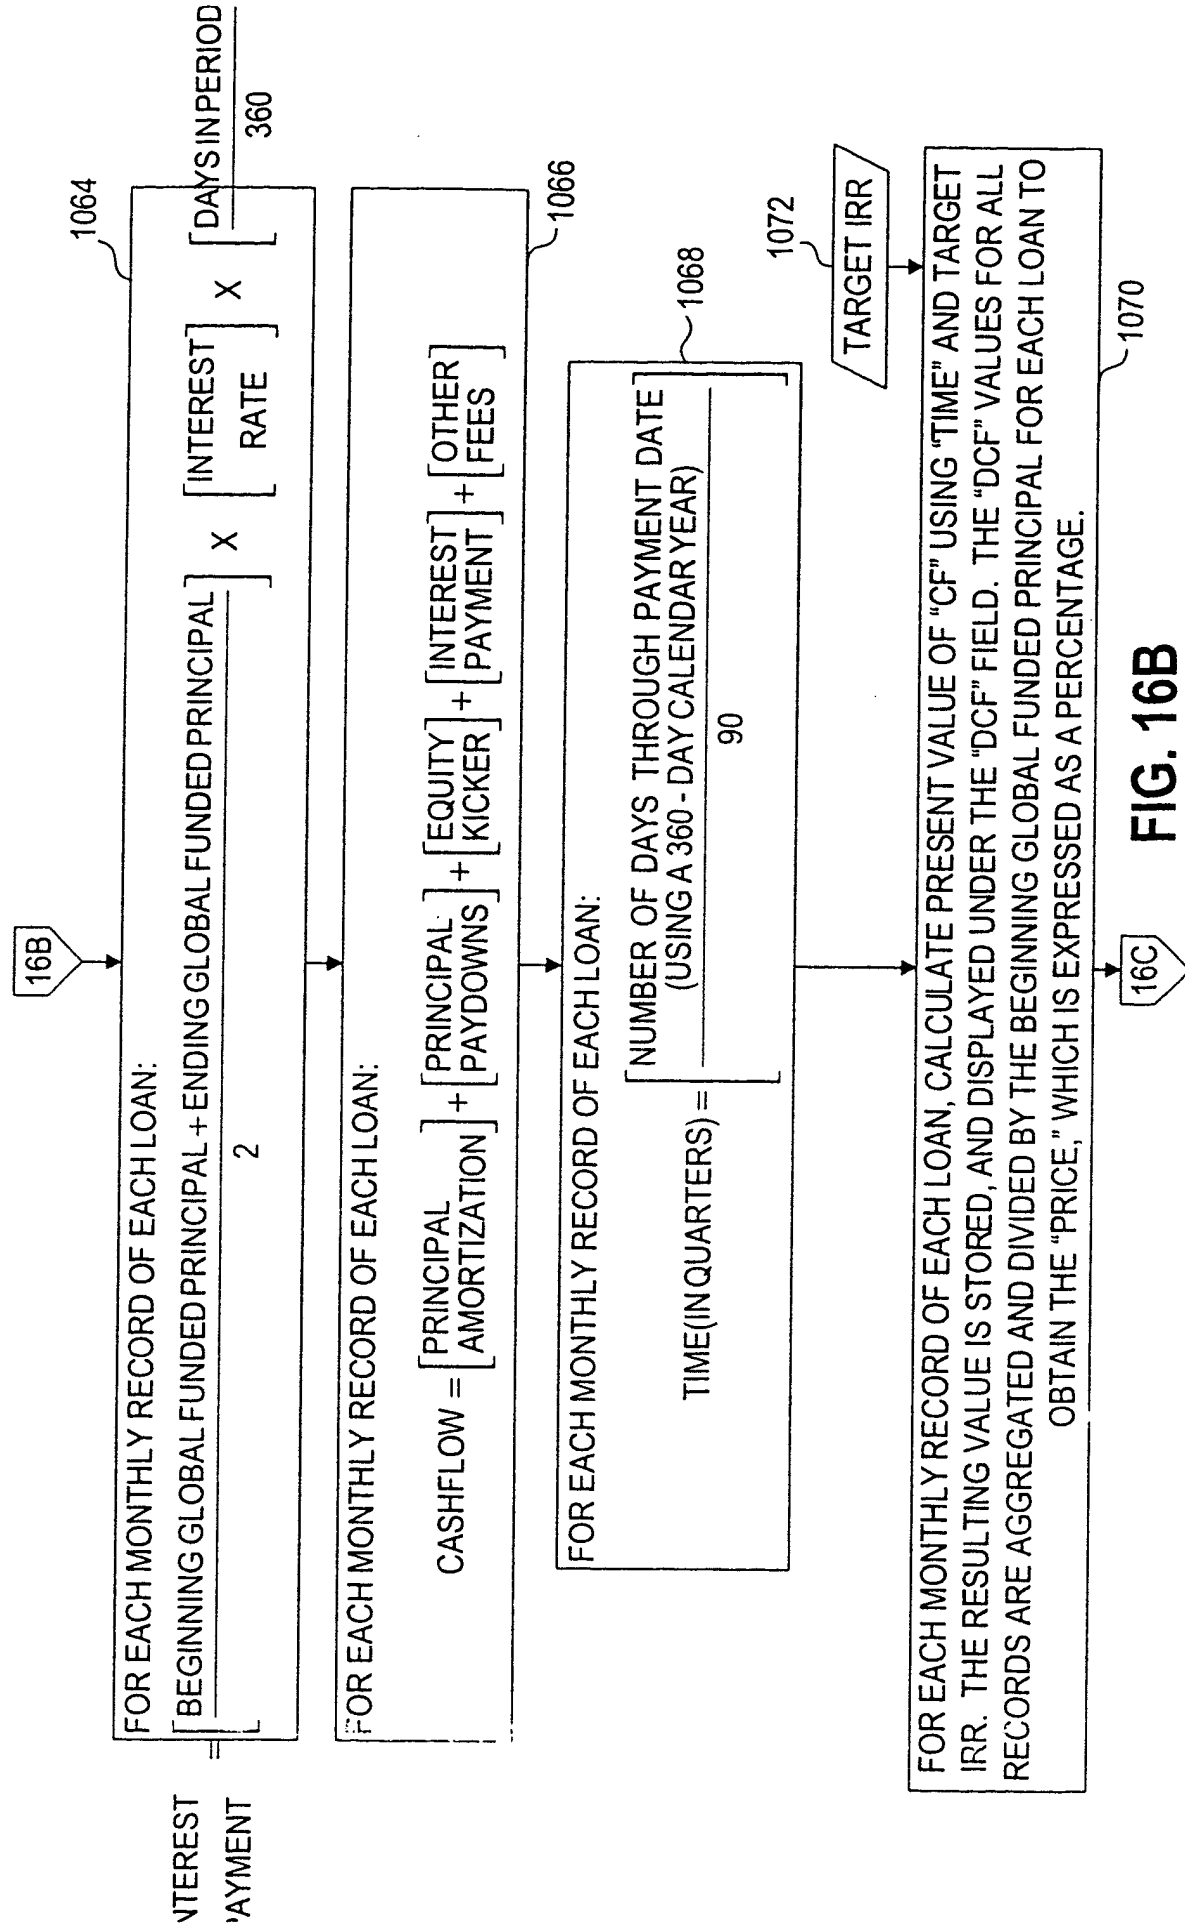 16B
1064
FOR EACH MONTHLY RECORD OF EACH LOAN:
NTEREST PAYMENT = [BEGINNING GLOBAL FUNDED PRINCIPAL + ENDING GLOBAL FUNDED PRINCIPAL] X [INTEREST RATE] X [DAYS IN PERIOD
2
360
1066
FOR EACH MONTHLY RECORD OF EACH LOAN:
CASHFLOW = [PRINCIPAL AMORTIZATION] + [PRINCIPAL PAYDOWNS] + [EQUITY KICKER] + [INTEREST PAYMENT] + [OTHER FEES]
1068
FOR EACH MONTHLY RECORD OF EACH LOAN:
TIME (IN QUARTERS) = [NUMBER OF DAYS THROUGH PAYMENT DATE
(USING A 360 - DAY CALENDAR YEAR)
90]
1072
TARGET IRR
FOR EACH MONTHLY RECORD OF EACH LOAN, CALCULATE PRESENT VALUE OF "CF" USING "TIME" AND TARGET
IRR. THE RESULTING VALUE IS STORED, AND DISPLAYED UNDER THE "DCF" FIELD. THE "DCF" VALUES FOR ALL
RECORDS ARE AGGREGATED AND DIVIDED BY THE BEGINNING GLOBAL FUNDED PRINCIPAL FOR EACH LOAN TO
OBTAIN THE "PRICE," WHICH IS EXPRESSED AS A PERCENTAGE.
1070
16C
FIG. 16B